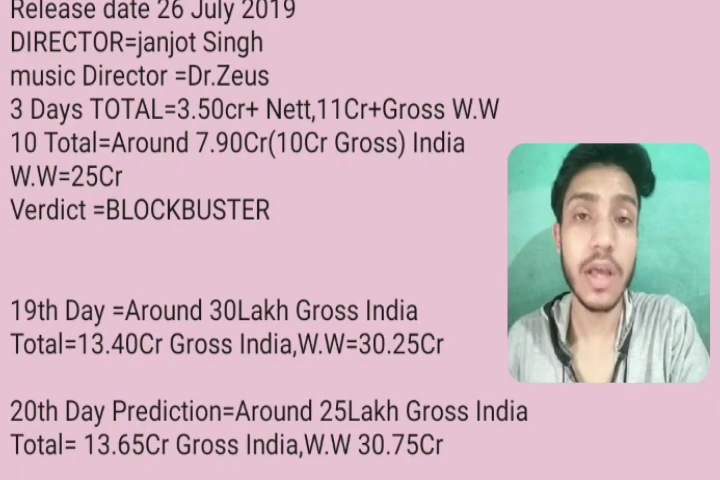 Release date 26 July 2019
DIRECTOR=janjot Singh
music Director =Dr.Zeus
3 Days TOTAL=3.50cr+ Nett,11Cr+Gross W.W
10 Total=Around 7.90Cr(10Cr Gross) India
W.W=25Cr
Verdict =BLOCKBUSTER
19th Day =Around 30Lakh Gross India
Total=13.40Cr Gross India,W.W=30.25Cr
20th Day Prediction=Around 25Lakh Gross India
Total= 13.65Cr Gross India,W.W 30.75Cr